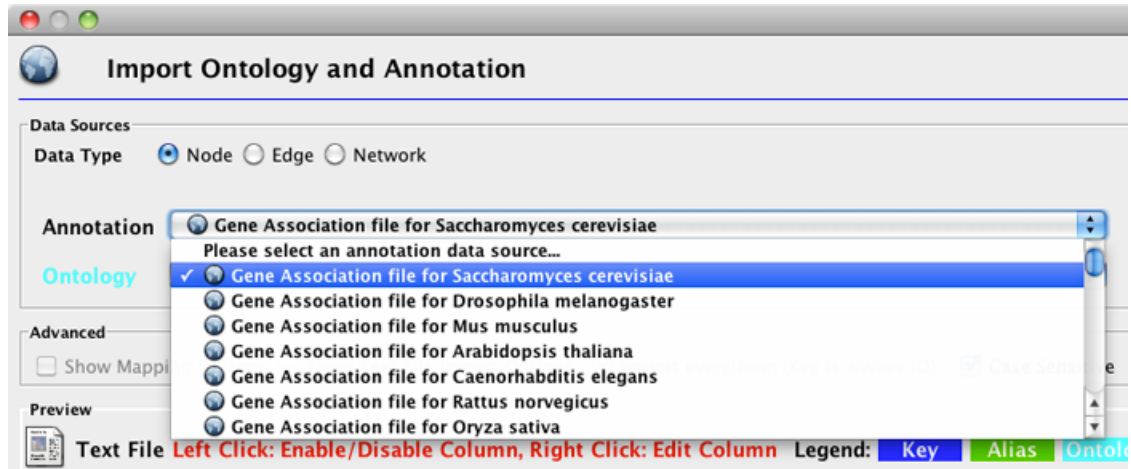 Import Ontology and Annotation
Data Sources
Data Type Node Edge Network
Annotation Gene Association file for Saccharomyces cerevisiae
Please select an annotation data source...
Ontology ✓ Gene Association file for Saccharomyces cerevisiae
Gene Association file for Drosophila melanogaster
Gene Association file for Mus musculus
Advanced
Gene Association file for Arabidopsis thaliana
Show Mappi Gene Association file for Caenorhabditis elegans Case Sensitive
Gene Association file for Rattus norvegicus
Preview
Gene Association file for Oryza sativa
Text File Left Click: Enable/Disable Column, Right Click: Edit Column Legend: Key Alias Ontolo